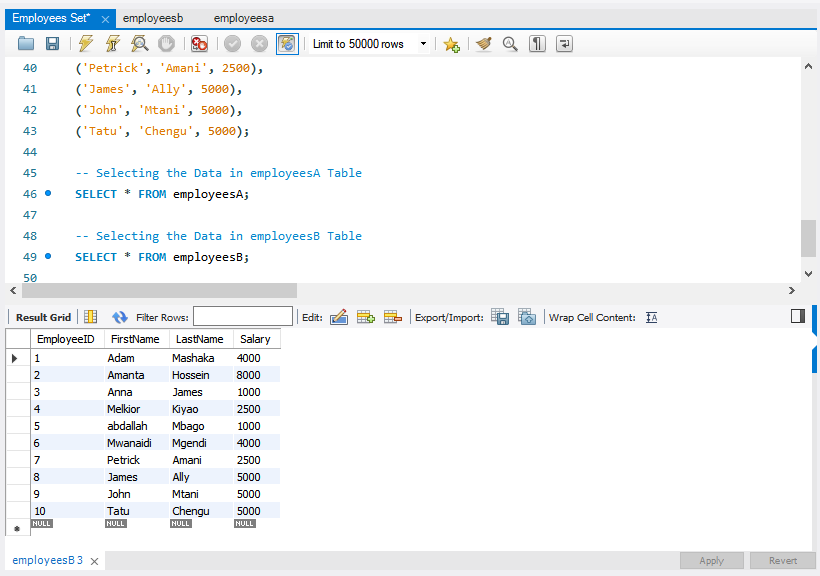 Employees Set* × employeesb employeesa
Limit to 50000 rows
40 ('Petrick', 'Amani', 2500),
41 ('James', 'Ally', 5000),
42 ('John', 'Mtani', 5000),
43 ('Tatu', 'Chengu', 5000);
44
45 -- Selecting the Data in employeesA Table
46 SELECT * FROM employeesA;
47
48 -- Selecting the Data in employeesB Table
49 SELECT * FROM employeesB;
50
Result Grid Filter Rows: Edit: Export/Import: Wrap Cell Content: IA
EmployeeID FirstName LastName Salary
1 Adam Mashaka 4000
2 Amanta Hossein 8000
3 Anna James 1000
4 Melkior Kiyao 2500
5 abdallah Mbago 1000
6 Mwanaidi Mgendi 4000
7 Petrick Amani 2500
8 James Ally 5000
9 John Mtani 5000
10 Tatu Chengu 5000
NULL NULL NULL NULL
employeesB 3 × Apply Revert